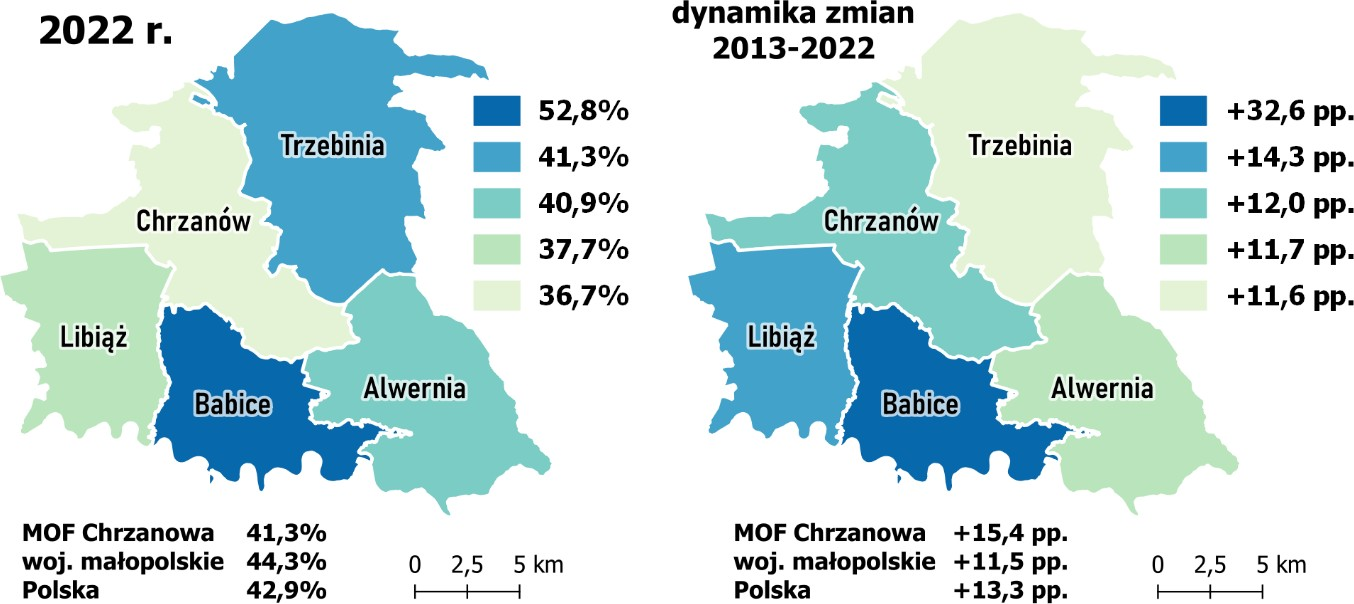 2022 r.
52,8%
41,3%
40,9%
37,7%
36,7%
Trzebinia
Chrzanów
Libiąż
Babice
Alwernia
MOF Chrzanowa 41,3%
woj. małopolskie 44,3%
Polska 42,9%
0 2,5 5 km
dynamika zmian
2013-2022
+32,6 pp.
+14,3 pp.
+12,0 pp.
+11,7 pp.
+11,6 pp.
Trzebinia
Chrzanów
Libiąż
Babice
Alwernia
MOF Chrzanowa +15,4 pp.
woj. małopolskie +11,5 pp.
Polska +13,3 pp.
0 2,5 5 km